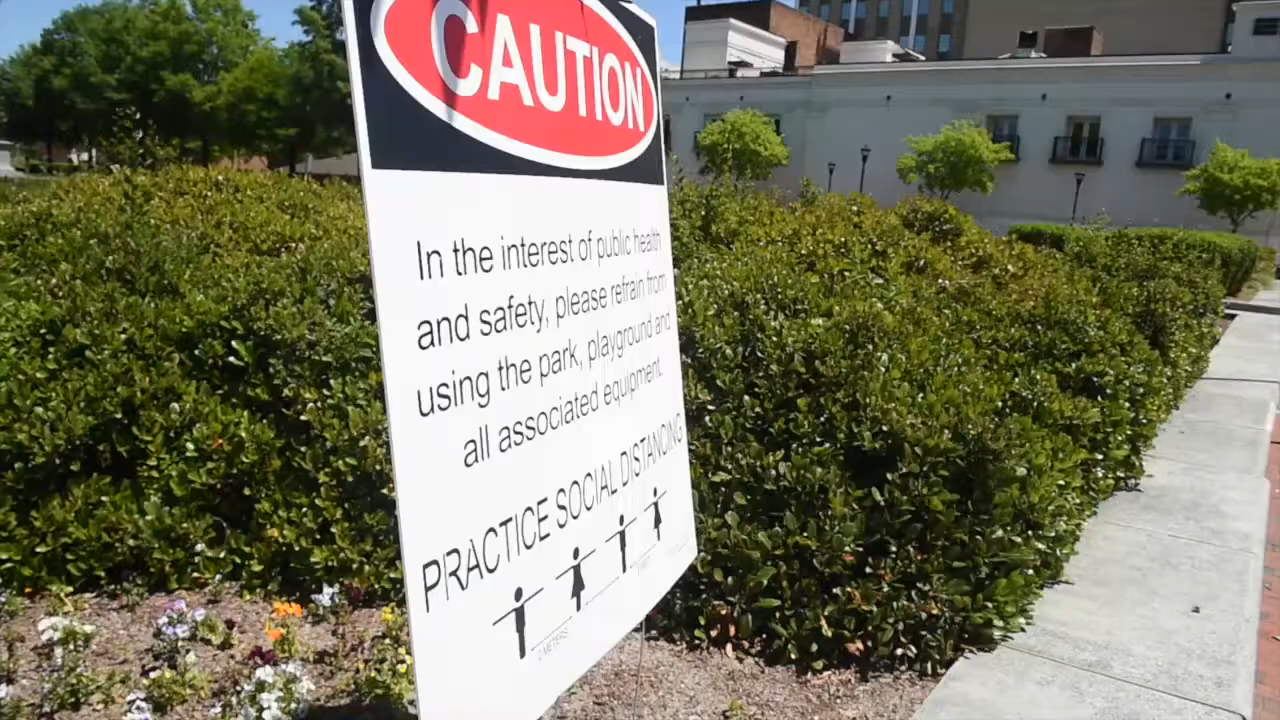 CAUTION
In the interest of public health
and safety, please refrain from
using the park, playground and
all associated equipment.
PRACTICE SOCIAL DISTANCING
2 METERS